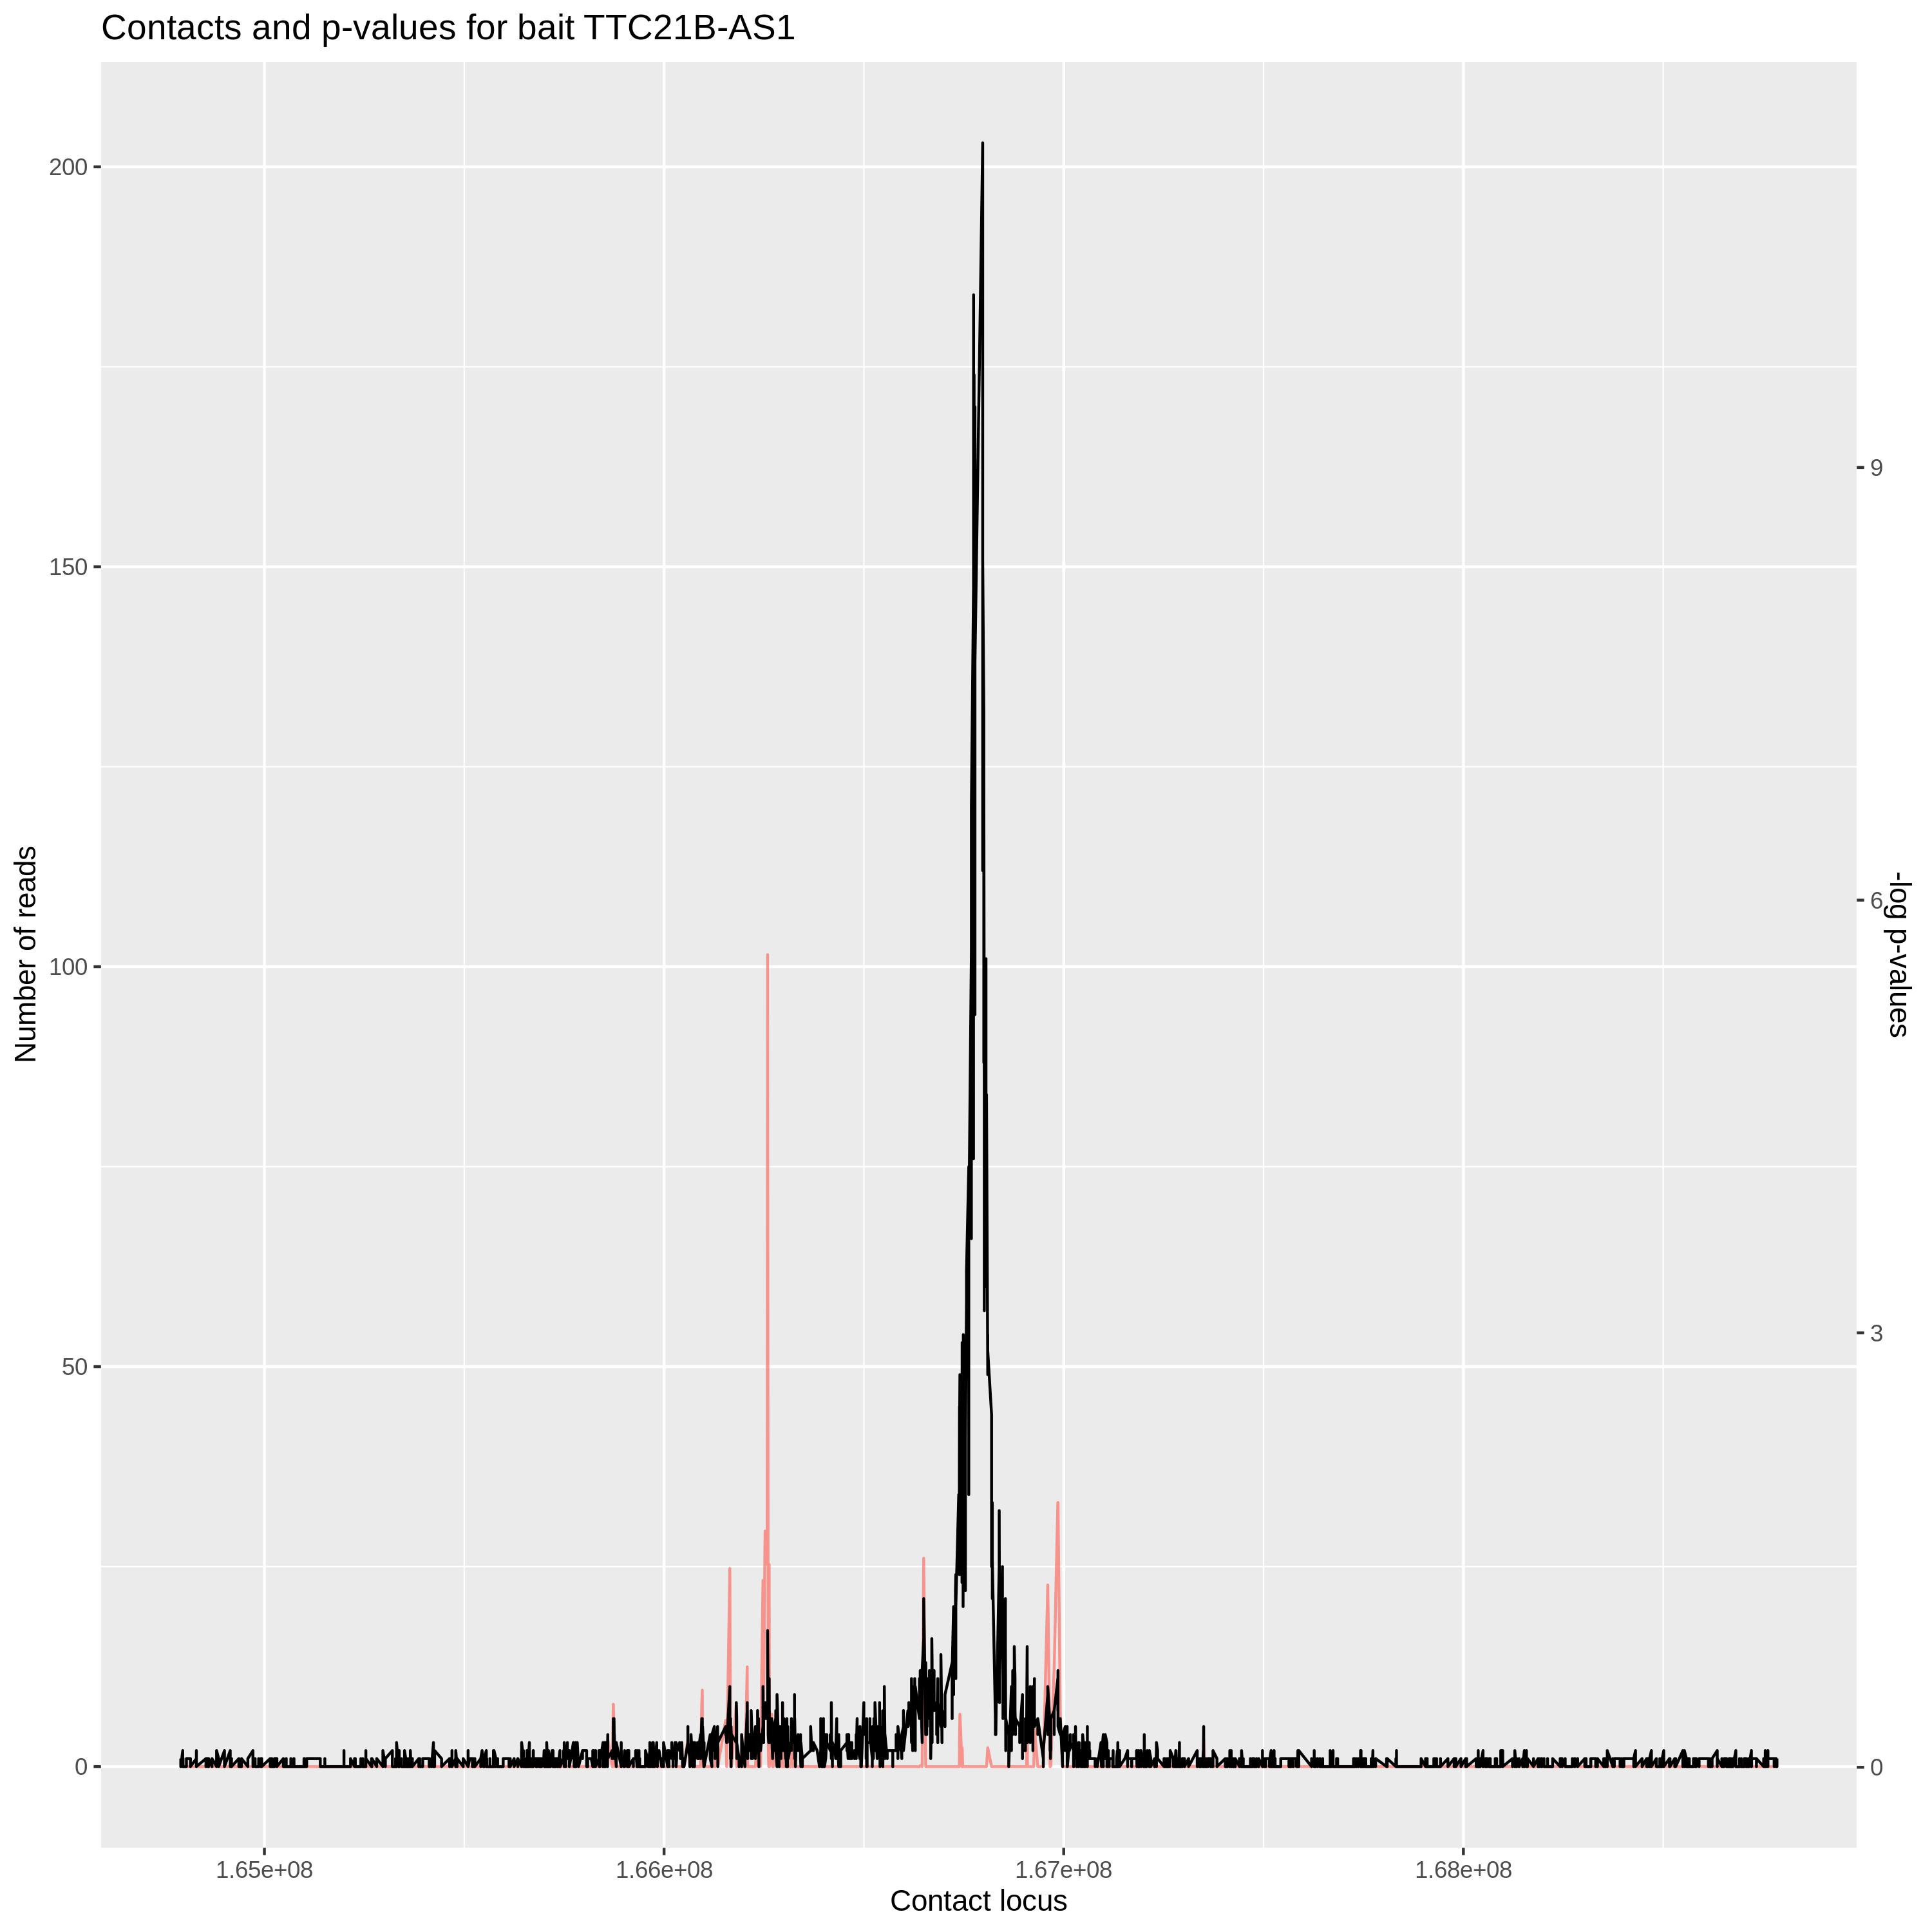 Contacts and p-values for bait TTC21B-AS1
200
150
100
50
0
Number of reads
9
6
3
0
-log p-values
1.65e+08
1.66e+08
1.67e+08
1.68e+08
Contact locus